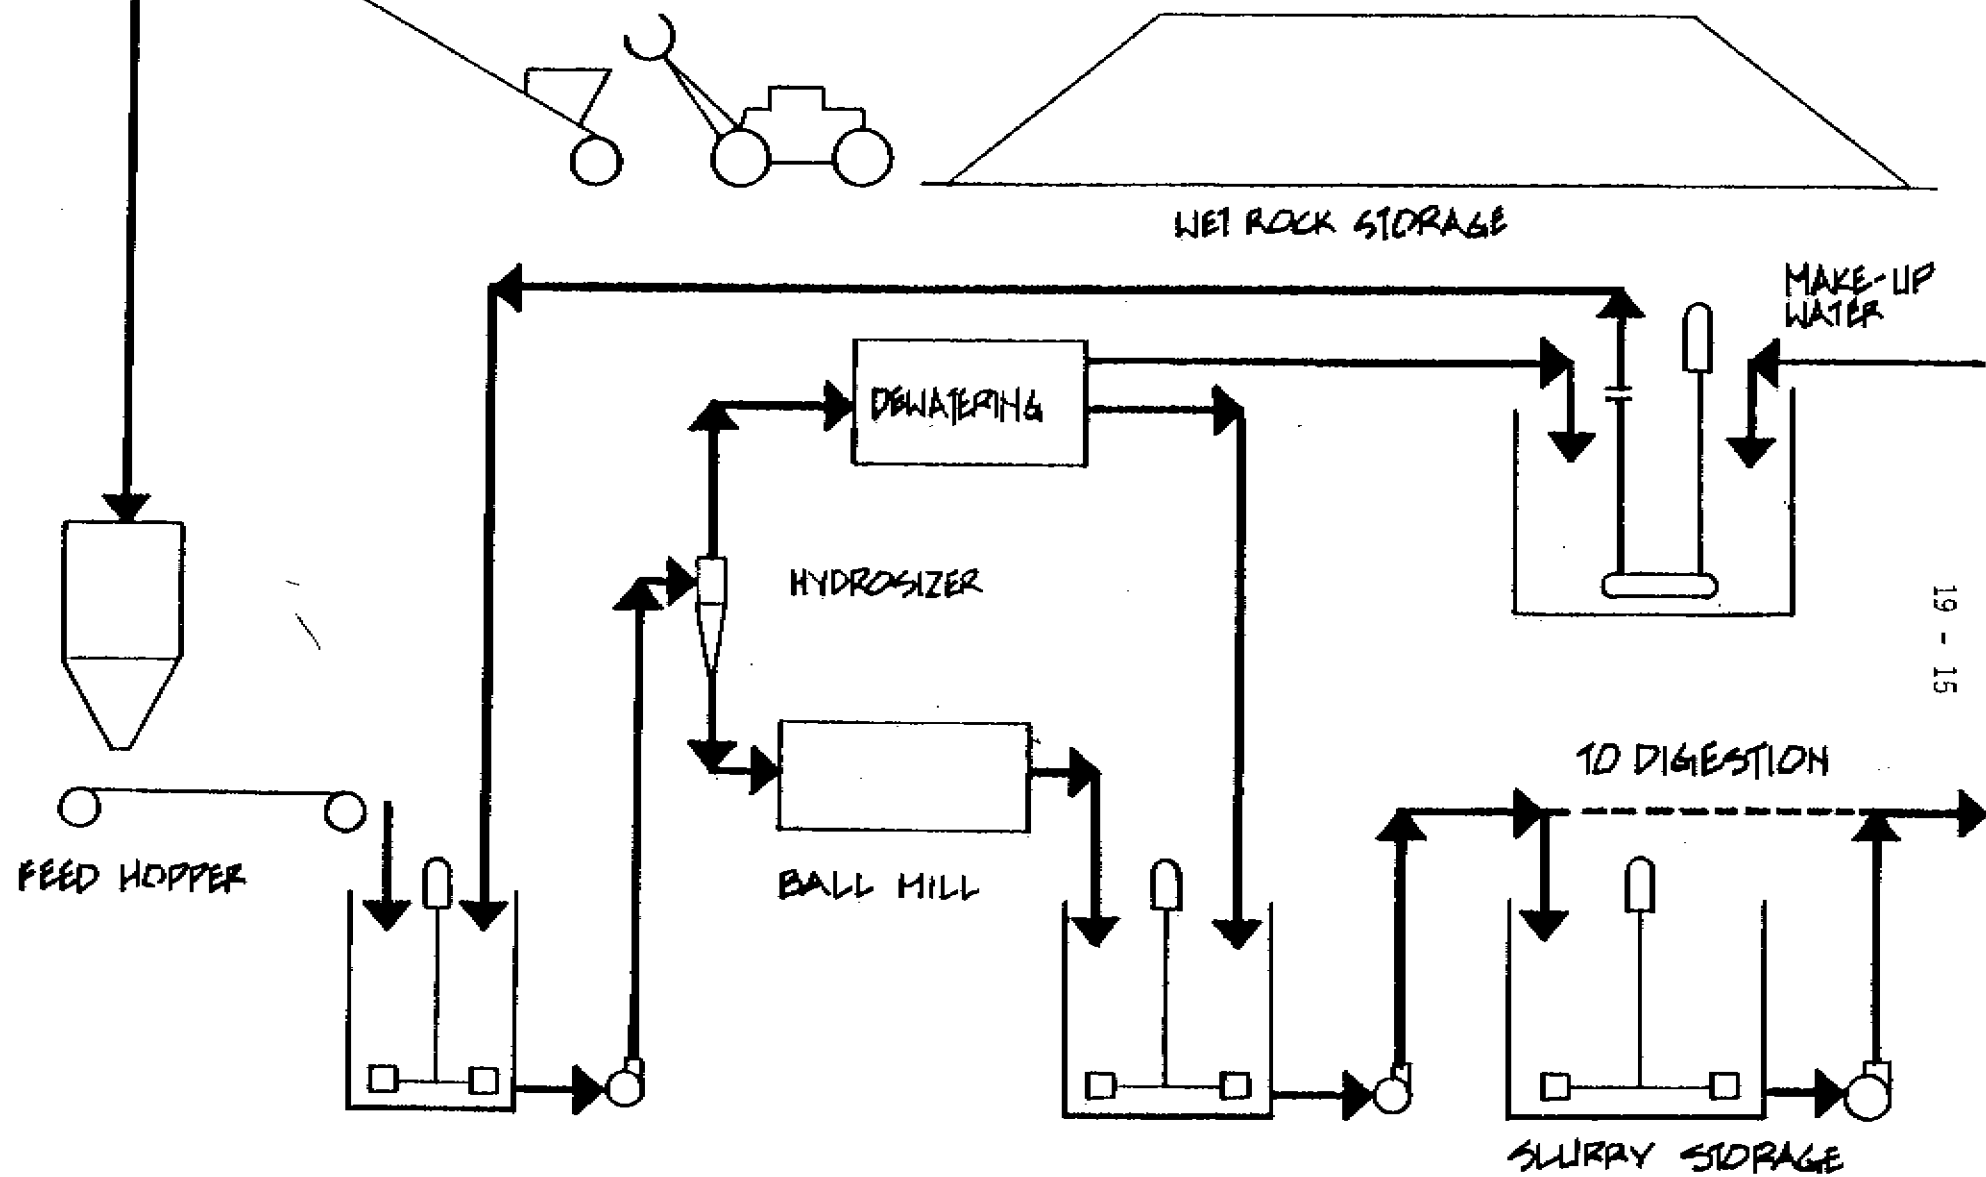 WET ROCK STORAGE
MAKE-UP
WATER
DEWATERING
HYDROSIZER
19 - 15
TO DIGESTION
FEED HOPPER
BALL MILL
SLURRY STORAGE